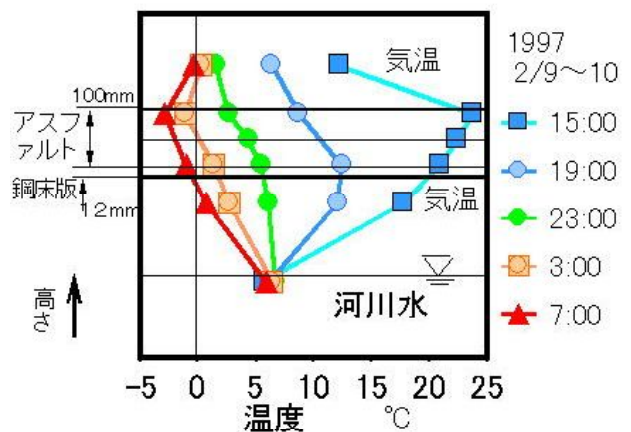 気温
100mm
アスフ
ァルト
鋼床版
12mm
気温
河川水
高さ
-5 0 5 10 15 20 25
温度 ℃
1997
2/9～10
15:00
19:00
23:00
3:00
7:00